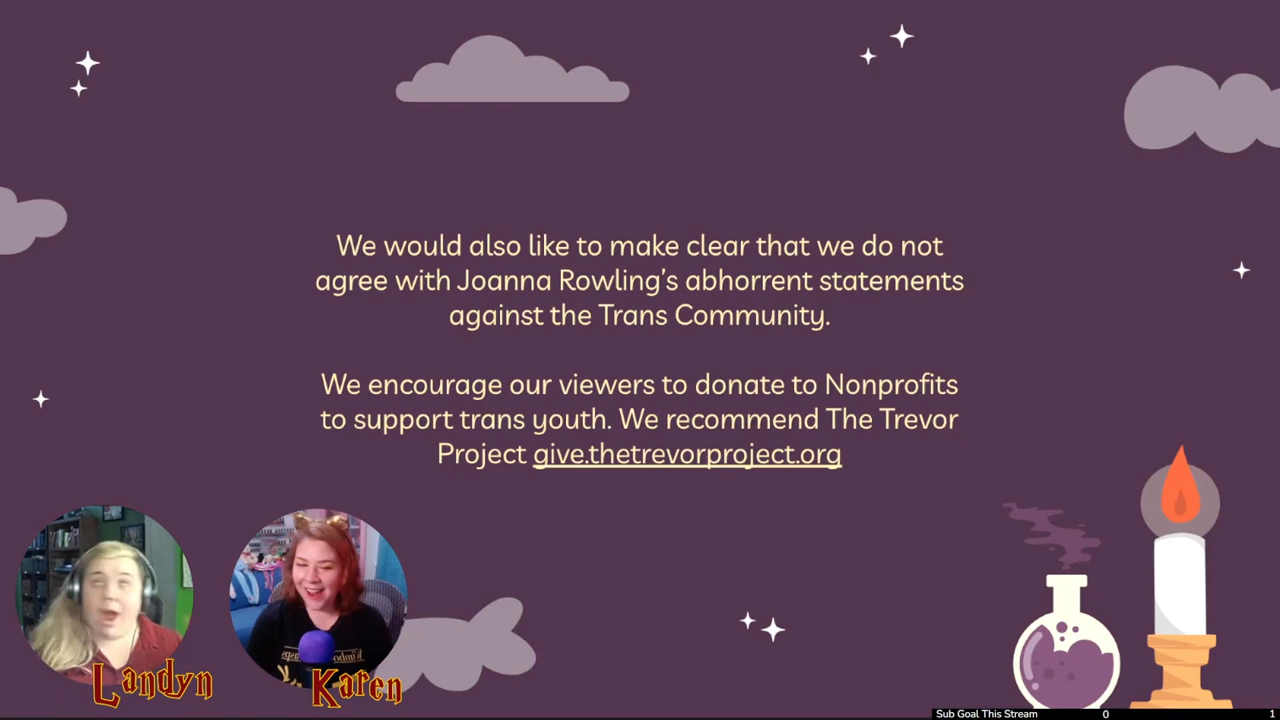 We would also like to make clear that we do not
agree with Joanna Rowling's abhorrent statements
against the Trans Community.
We encourage our viewers to donate to Nonprofits
to support trans youth. We recommend The Trevor
Project give.thetrevorproject.org
Landyn
Karen
Sub Goal This Stream 0 1